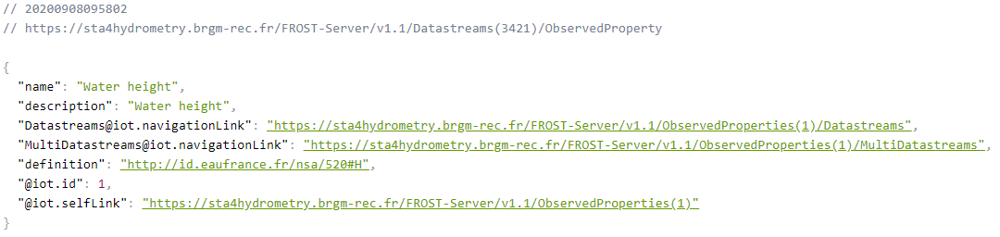 // 20200908095802
// https://sta4hydrometry.brgm-rec.fr/FROST-Server/v1.1/Datastreams(3421)/ObservedProperty
{
"name": "Water height",
"description": "Water height",
"Datastreams@iot.navigationLink": "https://sta4hydrometry.brgm-rec.fr/FROST-Server/v1.1/ObservedProperties(1)/Datastreams",
"MultiDatastreams@iot.navigationLink": "https://sta4hydrometry.brgm-rec.fr/FROST-Server/v1.1/ObservedProperties(1)/MultiDatastreams",
"definition": "http://id.eaufrance.fr/nsa/520#H",
"@iot.id": 1,
"@iot.selfLink": "https://sta4hydrometry.brgm-rec.fr/FROST-Server/v1.1/ObservedProperties(1)"
}